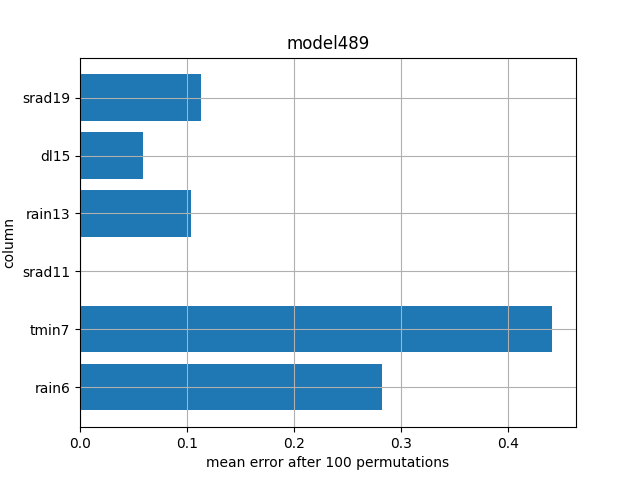 model489
srad19
dl15
rain13
srad11
tmin7
rain6
column
0.0 0.1 0.2 0.3 0.4
mean error after 100 permutations